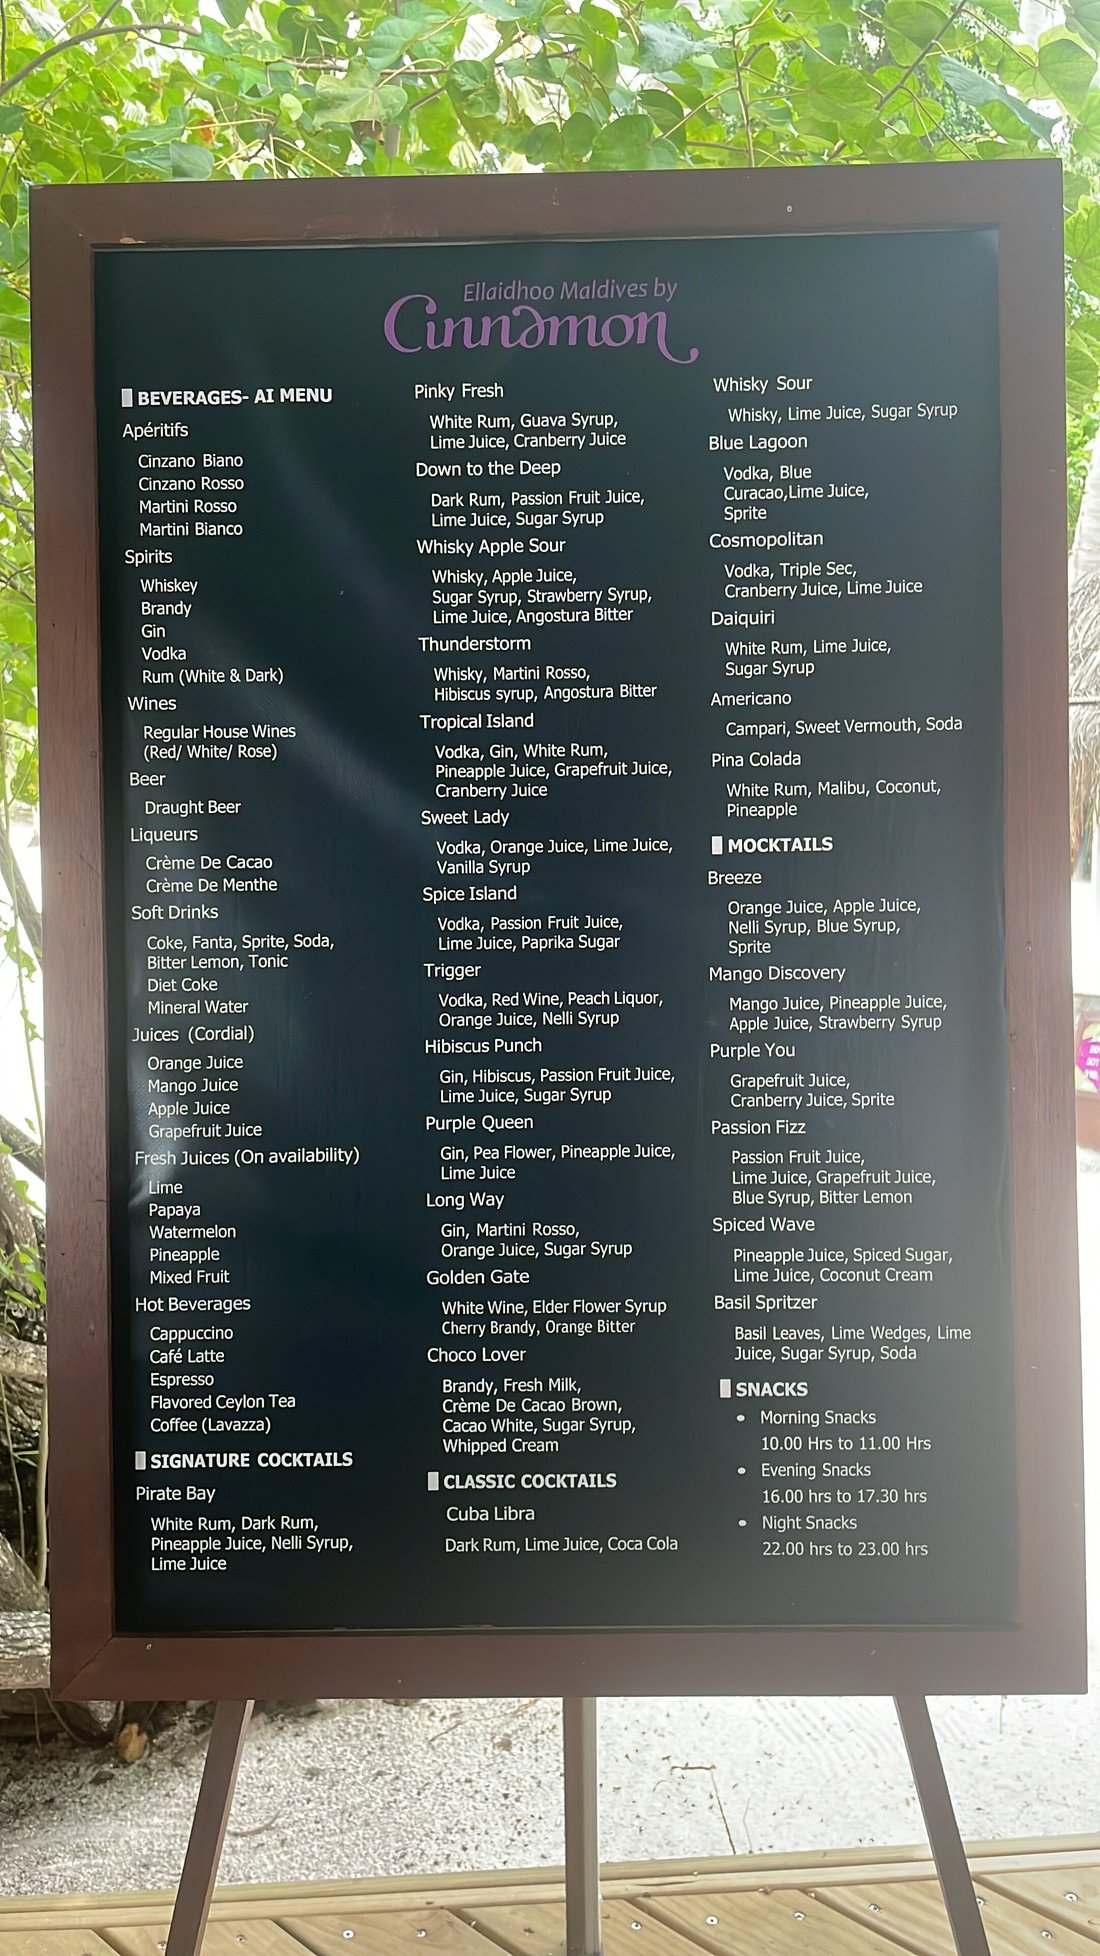 Ellaidhoo Maldives by
Cinnamon
BEVERAGES- AI MENU
Apéritifs
Cinzano Biano
Cinzano Rosso
Martini Rosso
Martini Bianco
Spirits
Whiskey
Brandy
Gin
Vodka
Rum (White & Dark)
Wines
Regular House Wines
(Red/ White/ Rose)
Beer
Draught Beer
Liqueurs
Crème De Cacao
Crème De Menthe
Soft Drinks
Coke, Fanta, Sprite, Soda,
Bitter Lemon, Tonic
Diet Coke
Mineral Water
Juices (Cordial)
Orange Juice
Mango Juice
Apple Juice
Grapefruit Juice
Fresh Juices (On availability)
Lime
Papaya
Watermelon
Pineapple
Mixed Fruit
Hot Beverages
Cappuccino
Café Latte
Espresso
Flavored Ceylon Tea
Coffee (Lavazza)
SIGNATURE COCKTAILS
Pirate Bay
White Rum, Dark Rum,
Pineapple Juice, Nelli Syrup,
Lime Juice
Pinky Fresh
White Rum, Guava Syrup,
Lime Juice, Cranberry Juice
Down to the Deep
Dark Rum, Passion Fruit Juice,
Lime Juice, Sugar Syrup
Whisky Apple Sour
Whisky, Apple Juice,
Sugar Syrup, Strawberry Syrup,
Lime Juice, Angostura Bitter
Thunderstorm
Whisky, Martini Rosso,
Hibiscus syrup, Angostura Bitter
Tropical Island
Vodka, Gin, White Rum,
Pineapple Juice, Grapefruit Juice,
Cranberry Juice
Sweet Lady
Vodka, Orange Juice, Lime Juice,
Vanilla Syrup
Spice Island
Vodka, Passion Fruit Juice,
Lime Juice, Paprika Sugar
Trigger
Vodka, Red Wine, Peach Liquor,
Orange Juice, Nelli Syrup
Hibiscus Punch
Gin, Hibiscus, Passion Fruit Juice,
Lime Juice, Sugar Syrup
Purple Queen
Gin, Pea Flower, Pineapple Juice,
Lime Juice
Long Way
Gin, Martini Rosso,
Orange Juice, Sugar Syrup
Golden Gate
White Wine, Elder Flower Syrup
Cherry Brandy, Orange Bitter
Choco Lover
Brandy, Fresh Milk,
Crème De Cacao Brown,
Cacao White, Sugar Syrup,
Whipped Cream
CLASSIC COCKTAILS
Cuba Libra
Dark Rum, Lime Juice, Coca Cola
Whisky Sour
Whisky, Lime Juice, Sugar Syrup
Blue Lagoon
Vodka, Blue
Curacao,Lime Juice,
Sprite
Cosmopolitan
Vodka, Triple Sec,
Cranberry Juice, Lime Juice
Daiquiri
White Rum, Lime Juice,
Sugar Syrup
Americano
Campari, Sweet Vermouth, Soda
Pina Colada
White Rum, Malibu, Coconut,
Pineapple
MOCKTAILS
Breeze
Orange Juice, Apple Juice,
Nelli Syrup, Blue Syrup,
Sprite
Mango Discovery
Mango Juice, Pineapple Juice,
Apple Juice, Strawberry Syrup
Purple You
Grapefruit Juice,
Cranberry Juice, Sprite
Passion Fizz
Passion Fruit Juice,
Lime Juice, Grapefruit Juice,
Blue Syrup, Bitter Lemon
Spiced Wave
Pineapple Juice, Spiced Sugar,
Lime Juice, Coconut Cream
Basil Spritzer
Basil Leaves, Lime Wedges, Lime
Juice, Sugar Syrup, Soda
SNACKS
• Morning Snacks
10.00 Hrs to 11.00 Hrs
• Evening Snacks
16.00 hrs to 17.30 hrs
• Night Snacks
22.00 hrs to 23.00 hrs